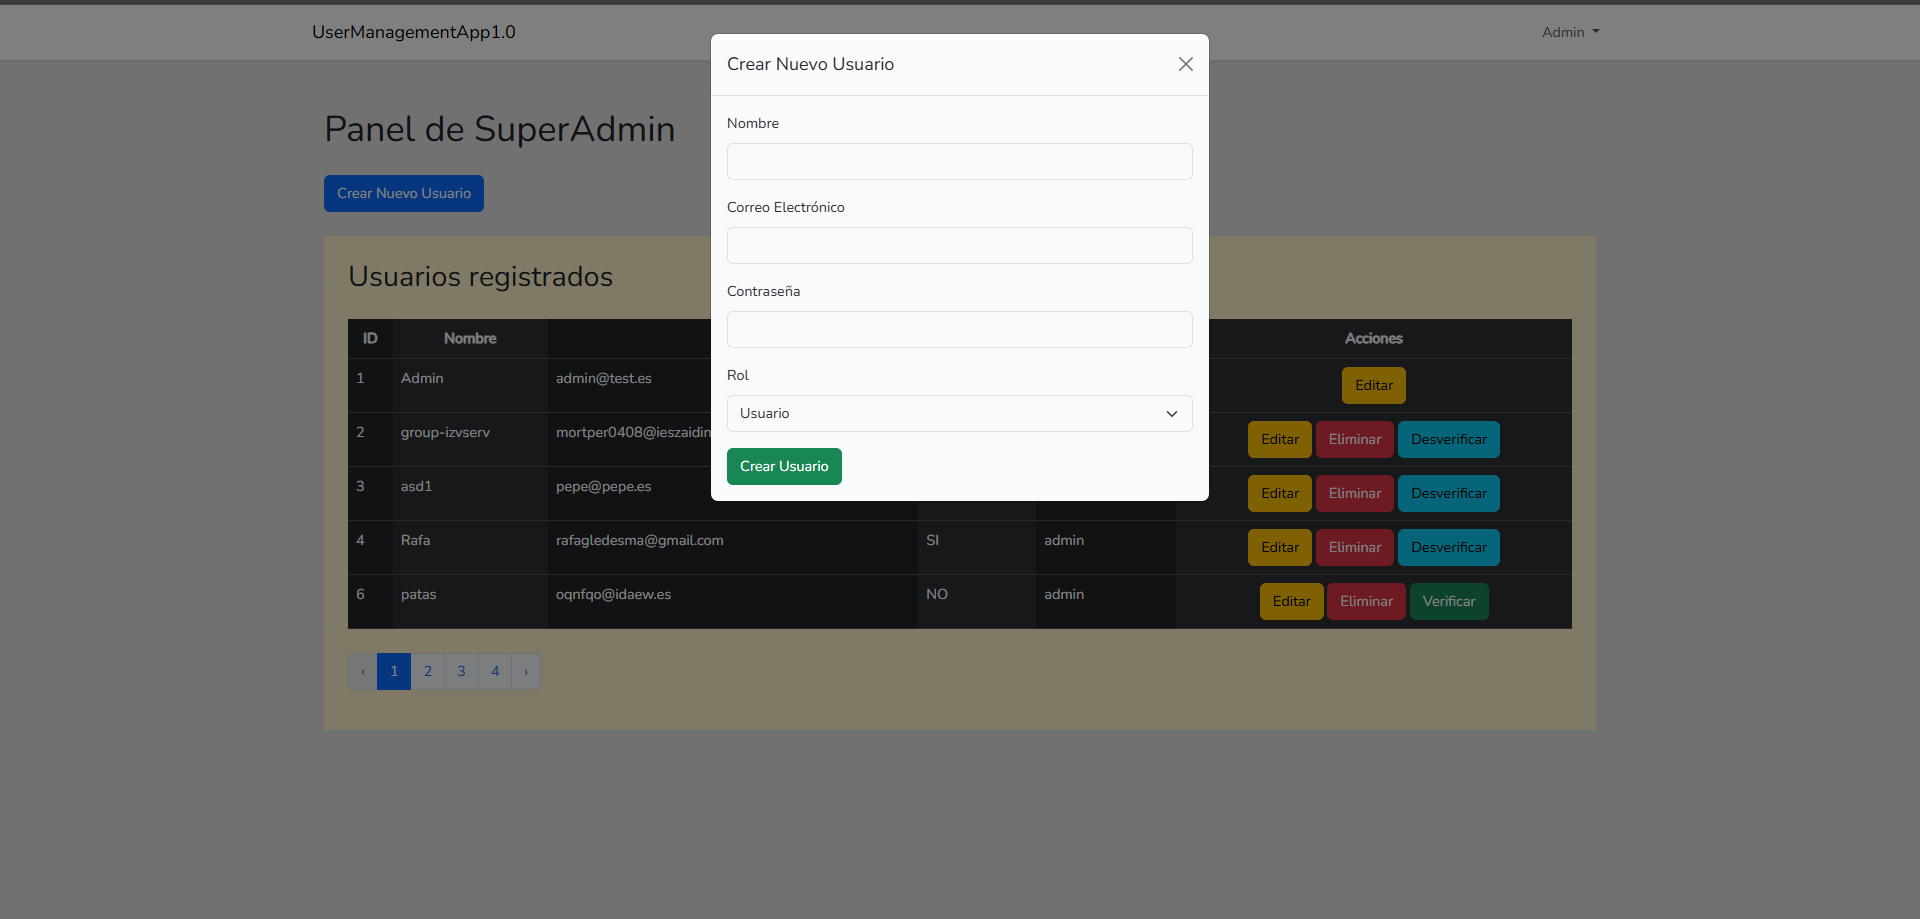 UserManagementApp1.0
Admin
Crear Nuevo Usuario
Nombre
Correo Electrónico
Contraseña
Rol
Usuario
Crear Usuario
Panel de SuperAdmin
Crear Nuevo Usuario
Usuarios registrados
ID Nombre Acciones
1 Admin admin@test.es Editar
2 group-izvserv mortper0408@ieszaidin Editar Eliminar Desverificar
3 asd1 pepe@pepe.es Editar Eliminar Desverificar
4 Rafa rafagledesma@gmail.com SI admin Editar Eliminar Desverificar
6 patas oqnfqo@idaew.es NO admin Editar Eliminar Verificar
‹ 1 2 3 4 ›